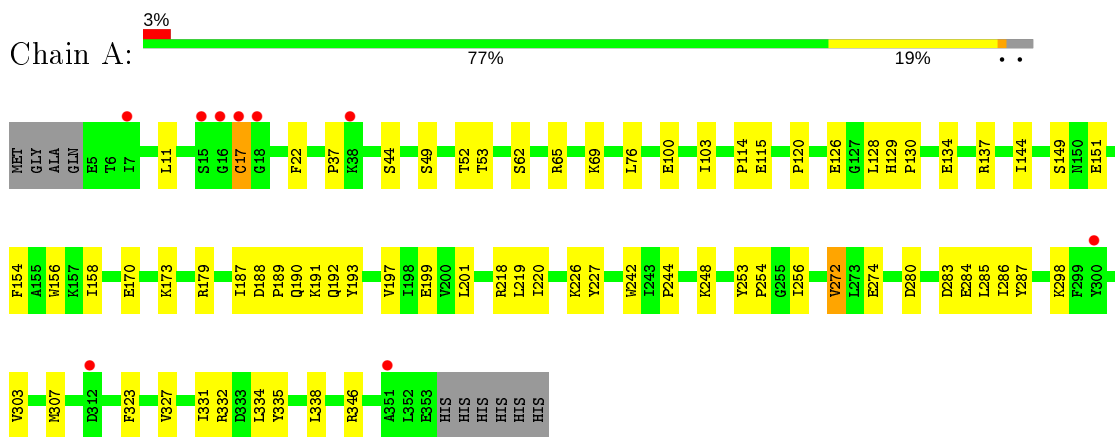 3%
Chain A:
77% 19% • •
MET GLY ALA GLN E5 T6 I7 L11 S15 G16 C17 G18 F22 P37 K38 S44 S49 T52 T53 S62 R65 K69 L76 E100 I103 P114 E115 P120 E126 G127 L128 H129 P130 E134 R137 I144 S149 N150 E151
F154 A155 W156 K157 I158 E170 K173 R179 I187 D188 P189 Q190 K191 Q192 Y193 V197 I198 E199 V200 L201 R218 L219 I220 K226 Y227 W242 I243 P244 K248 Y253 P254 G255 I256 V272 L273 E274 D280 D283 E284 L285 I286 Y287 K298 F299 Y300
V303 M307 D312 F323 V327 I331 R332 D333 L334 Y335 L338 R346 A351 L352 E353 HIS HIS HIS HIS HIS HIS